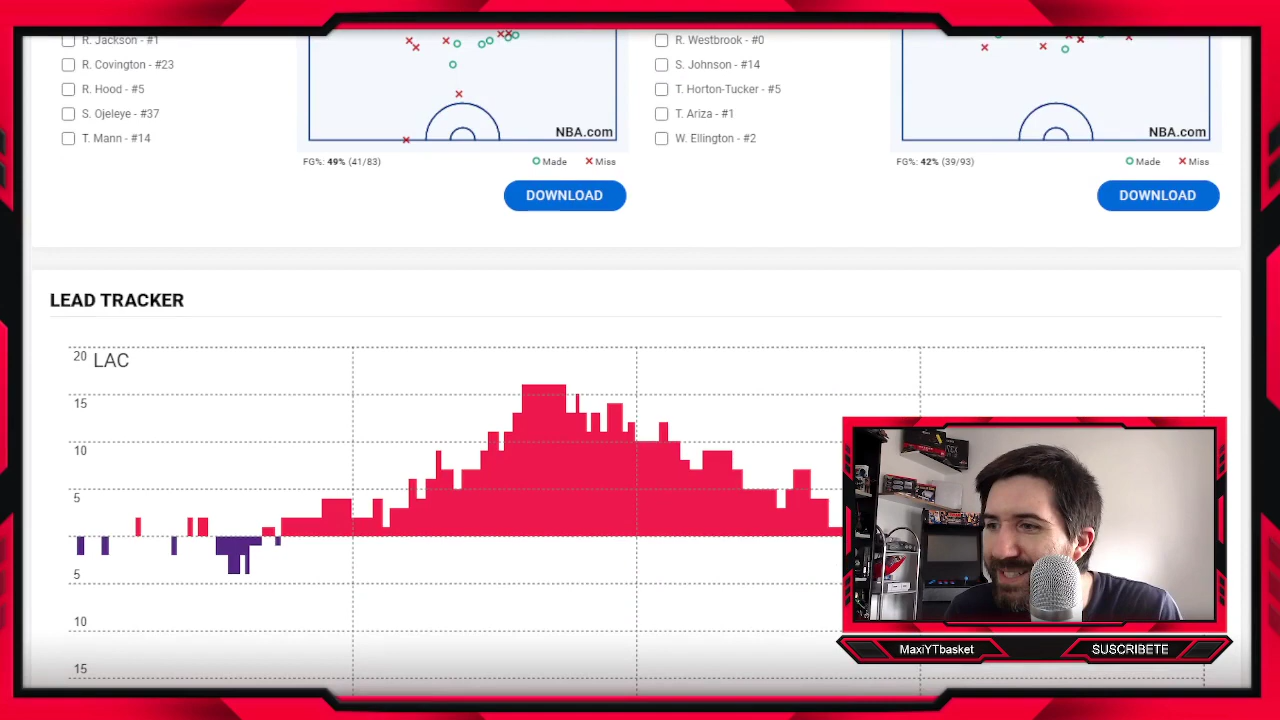 R. Jackson - #1
R. Covington - #23
R. Hood - #5
S. Ojeleye - #37
T. Mann - #14
NBA.com
FG%: 49% (41/83)
Made
Miss
DOWNLOAD
R. Westbrook - #0
S. Johnson - #14
T. Horton-Tucker - #5
T. Ariza - #1
W. Ellington - #2
NBA.com
FG%: 42% (39/93)
Made
Miss
DOWNLOAD
LEAD TRACKER
20
LAC
15
10
5
5
10
15
MaxiYTbasket
SUSCRIBETE